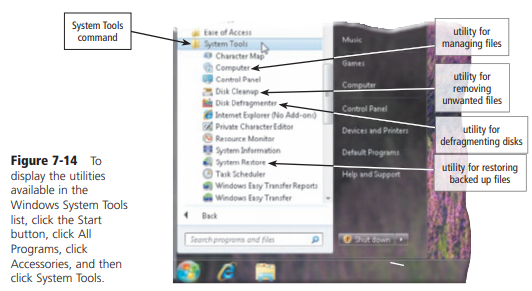 System Tools
command
Ease of Access
System Tools
Character Map
Computer
Control Panel
Disk Cleanup
Disk Defragmenter
Internet Explorer (No Add-ons)
Private Character Editor
Resource Monitor
System Information
System Restore
Task Scheduler
Windows Easy Transfer Reports
Windows Easy Transfer
Back
Search programs and files
Music
Games
Computer
Control Panel
Devices and Printers
Default Programs
Help and Support
Shut down
utility for
managing files
utility for
removing
unwanted files
utility for
defragmenting disks
utility for restoring
backed up files
Figure 7-14 To
display the utilities
available in the
Windows System Tools
list, click the Start
button, click All
Programs, click
Accessories, and then
click System Tools.